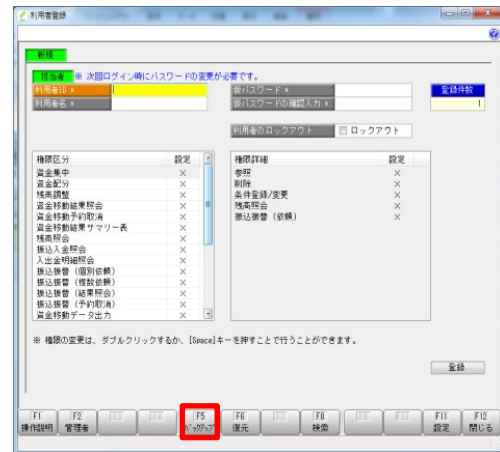 利用者登録
新規
担当者 ※ 次回ログイン時にパスワードの変更が必要です。
利用者ID * 仮パスワード * 登録件数
利用者名 * 仮パスワードの確認入力 * 1
利用者のロックアウト ロックアウト
権限区分 設定 権限詳細 設定
資金集中 × 参照 ×
資金配分 × 削除 ×
残高調整 × 条件登録/変更 ×
資金移動結果照会 × 残高照会 ×
資金移動予約取消 × 振込振替 (依頼) ×
資金移動結果サマリー表 ×
残高照会 ×
振込入金照会 ×
入出金明細照会 ×
振込振替 (個別依頼) ×
振込振替 (複数依頼) ×
振込振替 (結果照会) ×
振込振替 (予約取消) ×
資金移動データ出力 ×
※ 権限の変更は、ダブルクリックするか、[Space]キーを押すことで行うことができます。
登録
F1 F2 F3 F4 F5 F6 F7 F8 F9 F10 F11 F12
操作説明 管理者 バックアップ 復元 検索 設定 閉じる